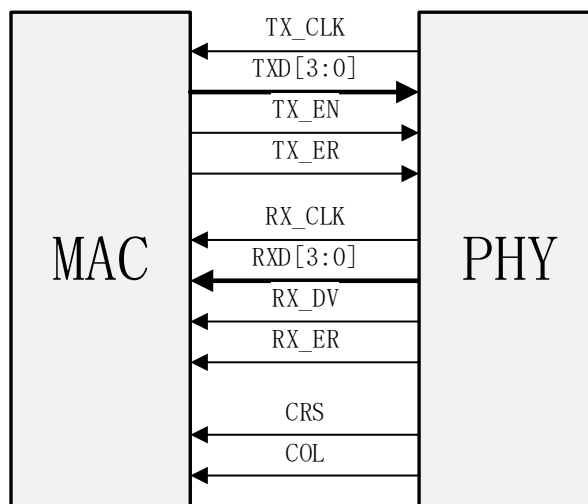 TX_CLK
TXD[3:0]
TX_EN
TX_ER
RX_CLK
MAC
RXD[3:0]
PHY
RX_DV
RX_ER
CRS
COL